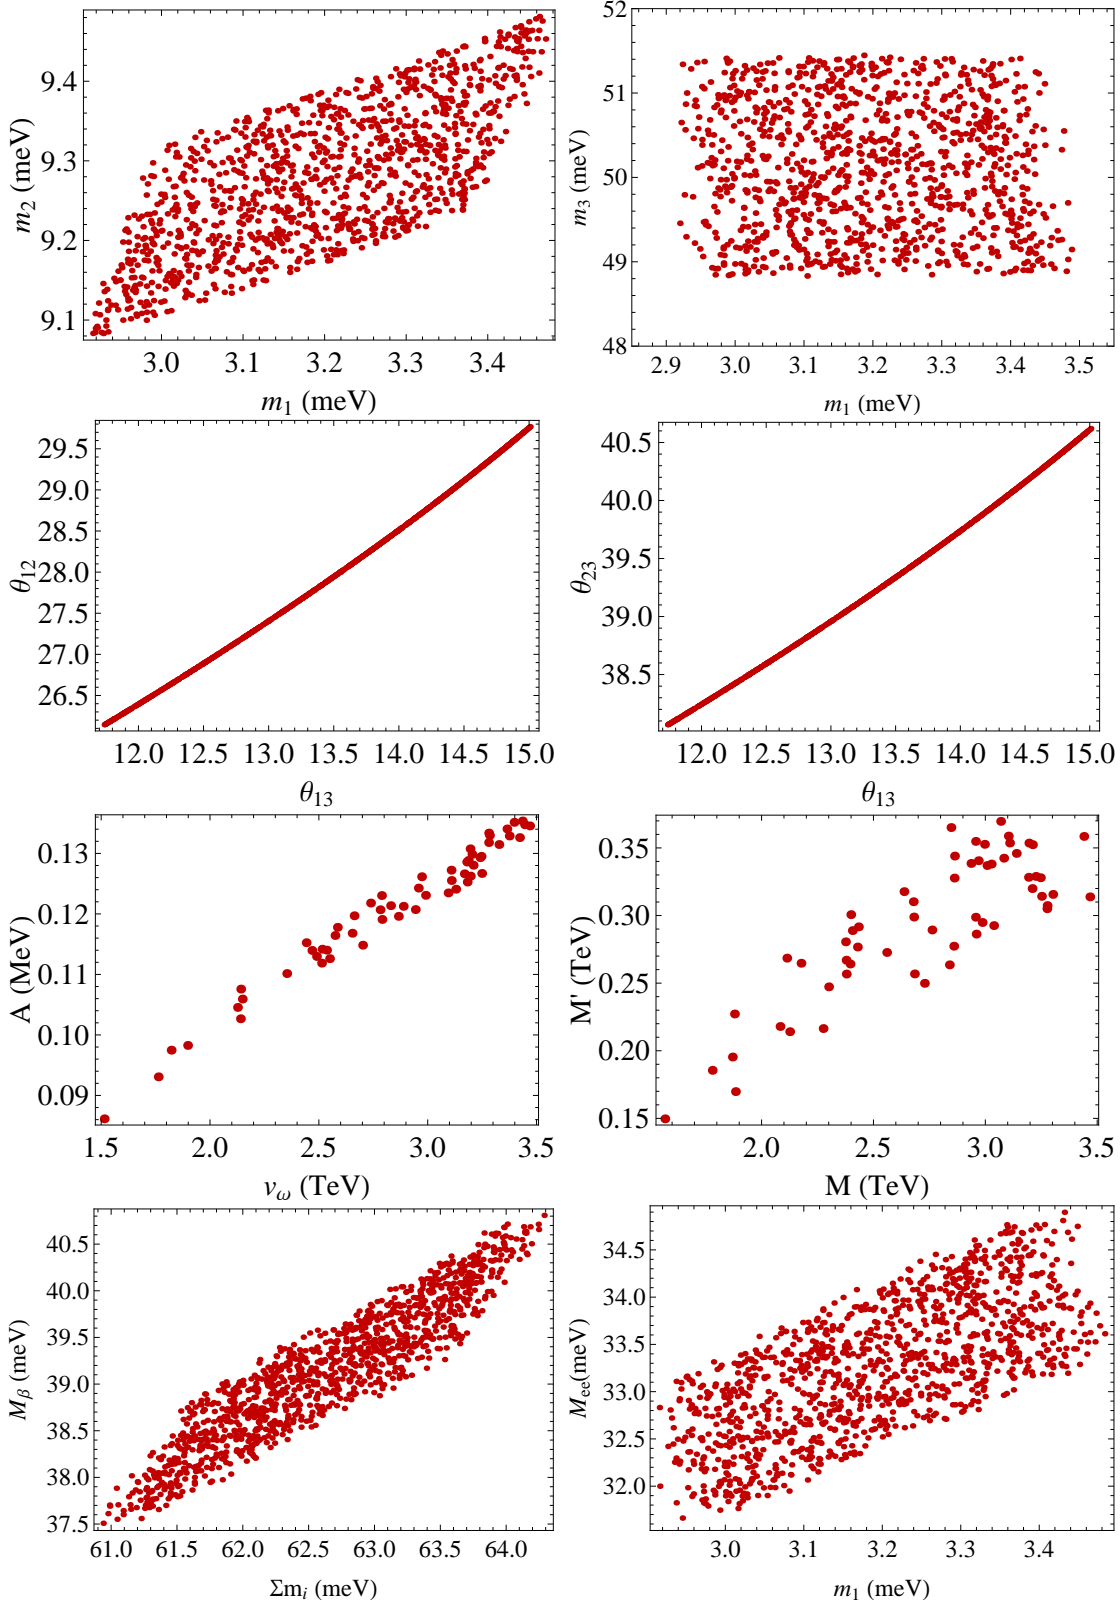 9.4
9.3
9.2
9.1
m₂ (meV)
3.0 3.1 3.2 3.3 3.4
m₁ (meV)
52
51
50
49
48
m₃ (meV)
2.9 3.0 3.1 3.2 3.3 3.4 3.5
m₁ (meV)
29.5
29.0
28.5
28.0
27.5
27.0
26.5
θ₁₂
12.0 12.5 13.0 13.5 14.0 14.5 15.0
θ₁₃
40.5
40.0
39.5
39.0
38.5
θ₂₃
12.0 12.5 13.0 13.5 14.0 14.5 15.0
θ₁₃
0.13
0.12
0.11
0.10
0.09
A (MeV)
1.5 2.0 2.5 3.0 3.5
v_ω (TeV)
0.35
0.30
0.25
0.20
0.15
M' (TeV)
2.0 2.5 3.0 3.5
M (TeV)
40.5
40.0
39.5
39.0
38.5
38.0
37.5
M_β (meV)
61.0 61.5 62.0 62.5 63.0 63.5 64.0
Σm_i (meV)
34.5
34.0
33.5
33.0
32.5
32.0
M_ee(meV)
3.0 3.1 3.2 3.3 3.4
m₁ (meV)